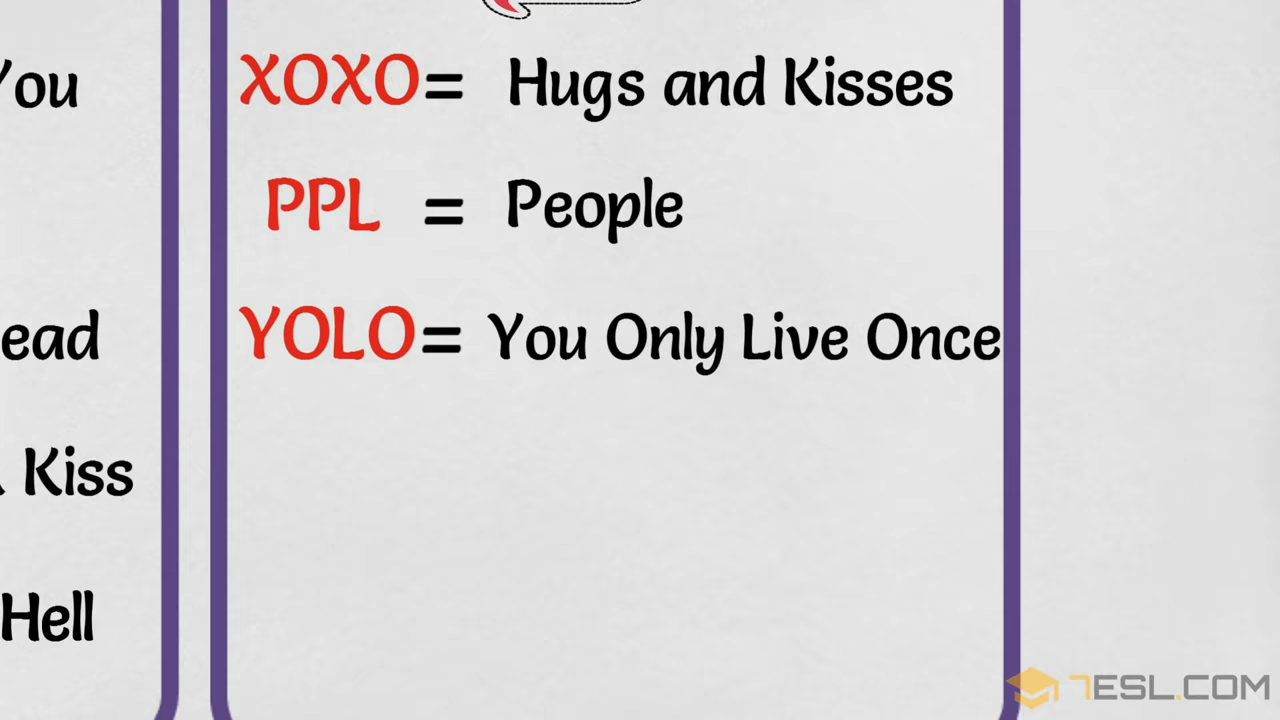 You
ead
Kiss
Hell
XOXO = Hugs and Kisses
PPL = People
YOLO = You Only Live Once
7ESL.COM